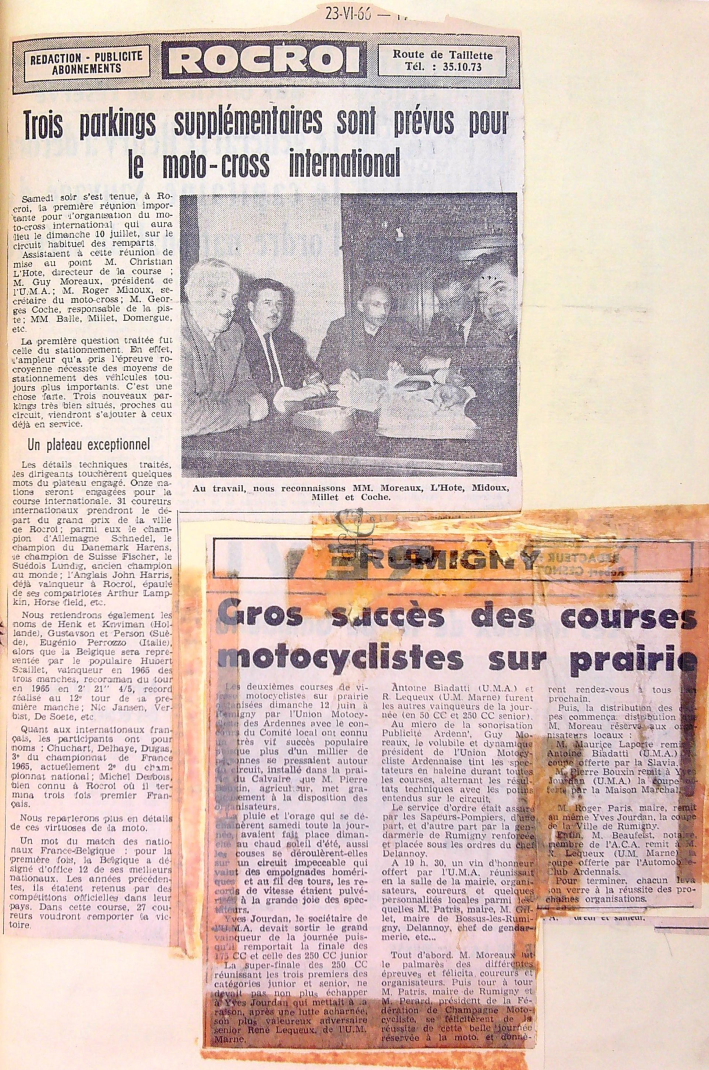 23-VI-66 —
REDACTION - PUBLICITE
ABONNEMENTS
ROCROI
Route de Taillette
Tél. : 35.10.73
Trois parkings supplémentaires sont prévus pour
le moto-cross international
Samedi soir s'est tenue, à Ro-
croi, la première réunion impor-
tante pour l'organisation du mo-
to-cross international qui aura
lieu le dimanche 10 juillet, sur le
circuit habituel des remparts.
Assistaient à cette réunion de
mise au point M. Christian
L'Hote, directeur de la course ;
M. Guy Moreaux, président de
l'U.M.A.; M. Roger Midoux, se-
crétaire du moto-cross; M. Geor-
ges Coche, responsable de la pis-
te; MM Balle, Millet, Domergue,
etc.
La première question traitée fut
celle du stationnement. En effet,
l'ampleur qu'a pris l'épreuve ro-
croyenne nécessite des moyens de
stationnement des véhicules tou-
jours plus importants. C'est une
chose faite. Trois nouveaux par-
kings très bien situés, proches du
circuit, viendront s'ajouter à ceux
déjà en service.
Un plateau exceptionnel
Les détails techniques traités,
les dirigeants touchèrent quelques
mots du plateau engagé. Onze na-
tions seront engagées pour la
course internationale. 31 coureurs
internationaux prendront le dé-
part du grand prix de la ville
de Rocroi ; parmi eux le cham-
pion d'Allemagne Schnedel, le
champion du Danemark Harens,
le champion de Suisse Fischer, le
Suédois Lundig, ancien champion
du monde ; l'Anglais John Harris,
déjà vainqueur à Rocroi, épaulé
de ses compatriotes Arthur Lamp-
kin, Horse field, etc.
Nous retiendrons également les
noms de Henk et Knviman (Hol-
lande), Gustavson et Person (Suè-
de), Eugénio Perrozzo (Italie),
alors que la Belgique sera repré-
sentée par le populaire Hubert
Scaillet, vainqueur en 1965 des
trois manches, recordman du tour
en 1965 en 2' 21'' 4/5, record
réalisé au 12e tour de la pre-
mière manche; Nic Jansen, Ver-
bist, De Soete, etc.
Quant aux internationaux fran-
çais, les participants ont pour
noms : Chuchart, Delhaye, Dugas,
3e du championnat de France
1965, actuellement 2e du cham-
pionnat national ; Michel Desbois,
bien connu à Rocroi où il ter-
mina trois fois premier Fran-
çais.
Nous reparlerons plus en détails
de ces virtuoses de la moto.
Un mot du match des natio-
naux France-Belgique : pour la
première fois, la Belgique a dési-
gné d'office 12 de ses meilleurs
nationaux. Les années précéden-
tes, ils étaient retenus par des
compétitions officielles dans leur
pays. Dans cette course, 27 cou-
reurs voudront remporter la vic-
toire.
Au travail, nous reconnaissons MM. Moreaux, L'Hote, Midoux,
Millet et Coche.
RUMIGNY
Gros succès des courses
motocyclistes sur prairie
Les deuxièmes courses de vi-
motocyclistes sur prairie
organisées dimanche 12 juin à
Rumigny par l'Union Motocy-
des Ardennes avec le con-
du Comité local ont connu
très vif succès populaire
que plus d'un millier de
se pressaient autour
circuit, installé dans la prai-
du Calvaire que M. Pierre
agriculteur, met gra-
à la disposition des
pluie et l'orage qui se dé-
samedi toute la jour-
avaient fait place diman-
au chaud soleil d'été, aussi
courses se déroulèrent-elles
sur un circuit impeccable qui
valut des empoignades homéri-
et au fil des tours, les re-
de vitesse étaient pulvé-
à la grande joie des spec-
tateurs.
Yves Jourdan, le sociétaire de
l'U.M.A. devait sortir le grand
vainqueur de la journée puis-
qu'il remportait la finale des
175 CC et celle des 250 CC junior
La super-finale des 250 CC
réunissant les trois premiers des
catégories junior et senior, ne
devait pas non plus échapper
à Yves Jourdan qui mettait à la
raison, après une lutte acharnée,
son plus valeureux adversaire
senior René Lequeux, de l'U.M.
Marne.
Antoine Biadatti (U.M.A.) et
R. Lequeux (U.M. Marne) furent
les autres vainqueurs de la jour-
née (en 50 CC et 250 CC senior).
Au micro de la sonorisation
Publicité Ardenn', Guy Mo-
reaux, le volubile et dynamique
président de l'Union Motocy-
cliste Ardennaise tint les spec-
tateurs en haleine durant toutes
les courses, alternant les résul-
tats techniques avec les potins
entendus sur le circuit.
Le service d'ordre était assuré
par les Sapeurs-Pompiers, d'une
part, et d'autre part par la gen-
darmerie de Rumigny renforcée
et placée sous les ordres du chef
Delannoy.
A 19 h. 30, un vin d'honneur
offert par l'U.M.A. réunissait
en la salle de la mairie, organi-
sateurs, coureurs et quelques
personnalités locales parmi les-
quelles M. Patris, maire, M. Gil-
let, maire de Bossus-les-Rumi-
gny, Delannoy, chef de gendar-
merie, etc...
Tout d'abord, M. Moreaux lut
le palmarès des différentes
épreuves et félicita coureurs et
organisateurs. Puis tour à tour
M. Patris, maire de Rumigny et
M. Perard, président de la Fé-
dération de Champagne Moto-
cycliste, se félicitèrent de la
réussite de cette belle journée
réservée à la moto, et donnè-
rent rendez-vous à tous
prochain.
Puis, la distribution des
pes commença, distribution
M. Moreau réserva aux
nisateurs locaux :
M. Maurice Laporte remit
Antoine Biadatti (U.M.A.)
coupe offerte par la Slavia,
Pierre Bouxin remit à Yves
Jourdan (U.M.A.) la coupe
par la Maison Marchal,
M. Roger Paris, maire, remit
au même Yves Jourdan, la coupe
de la Ville de Rumigny.
Enfin, M. Beaufelst, notaire,
membre de l'A.C.A. remit à M.
R. Lequeux (U.M. Marne) la
coupe offerte par l'Automobile-
Club Ardennais.
Pour terminer, chacun leva
son verre à la réussite des pro-
chaines organisations.